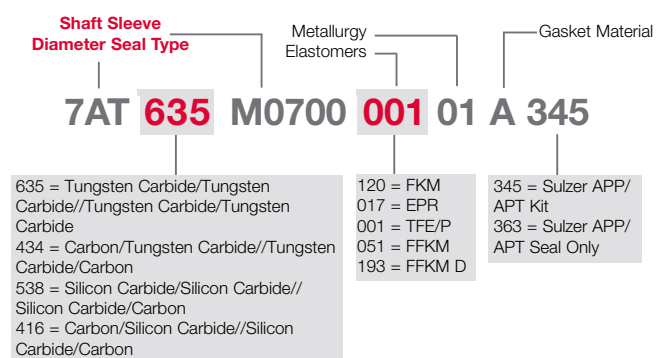 Shaft Sleeve
Diameter Seal Type
Metallurgy
Elastomers
Gasket Material
7AT 635 M0700 001 01 A 345
635 = Tungsten Carbide/Tungsten
Carbide//Tungsten Carbide/Tungsten
Carbide
434 = Carbon/Tungsten Carbide//Tungsten
Carbide/Carbon
538 = Silicon Carbide/Silicon Carbide//
Silicon Carbide/Carbon
416 = Carbon/Silicon Carbide//Silicon
Carbide/Carbon
120 = FKM
017 = EPR
001 = TFE/P
051 = FFKM
193 = FFKM D
345 = Sulzer APP/
APT Kit
363 = Sulzer APP/
APT Seal Only